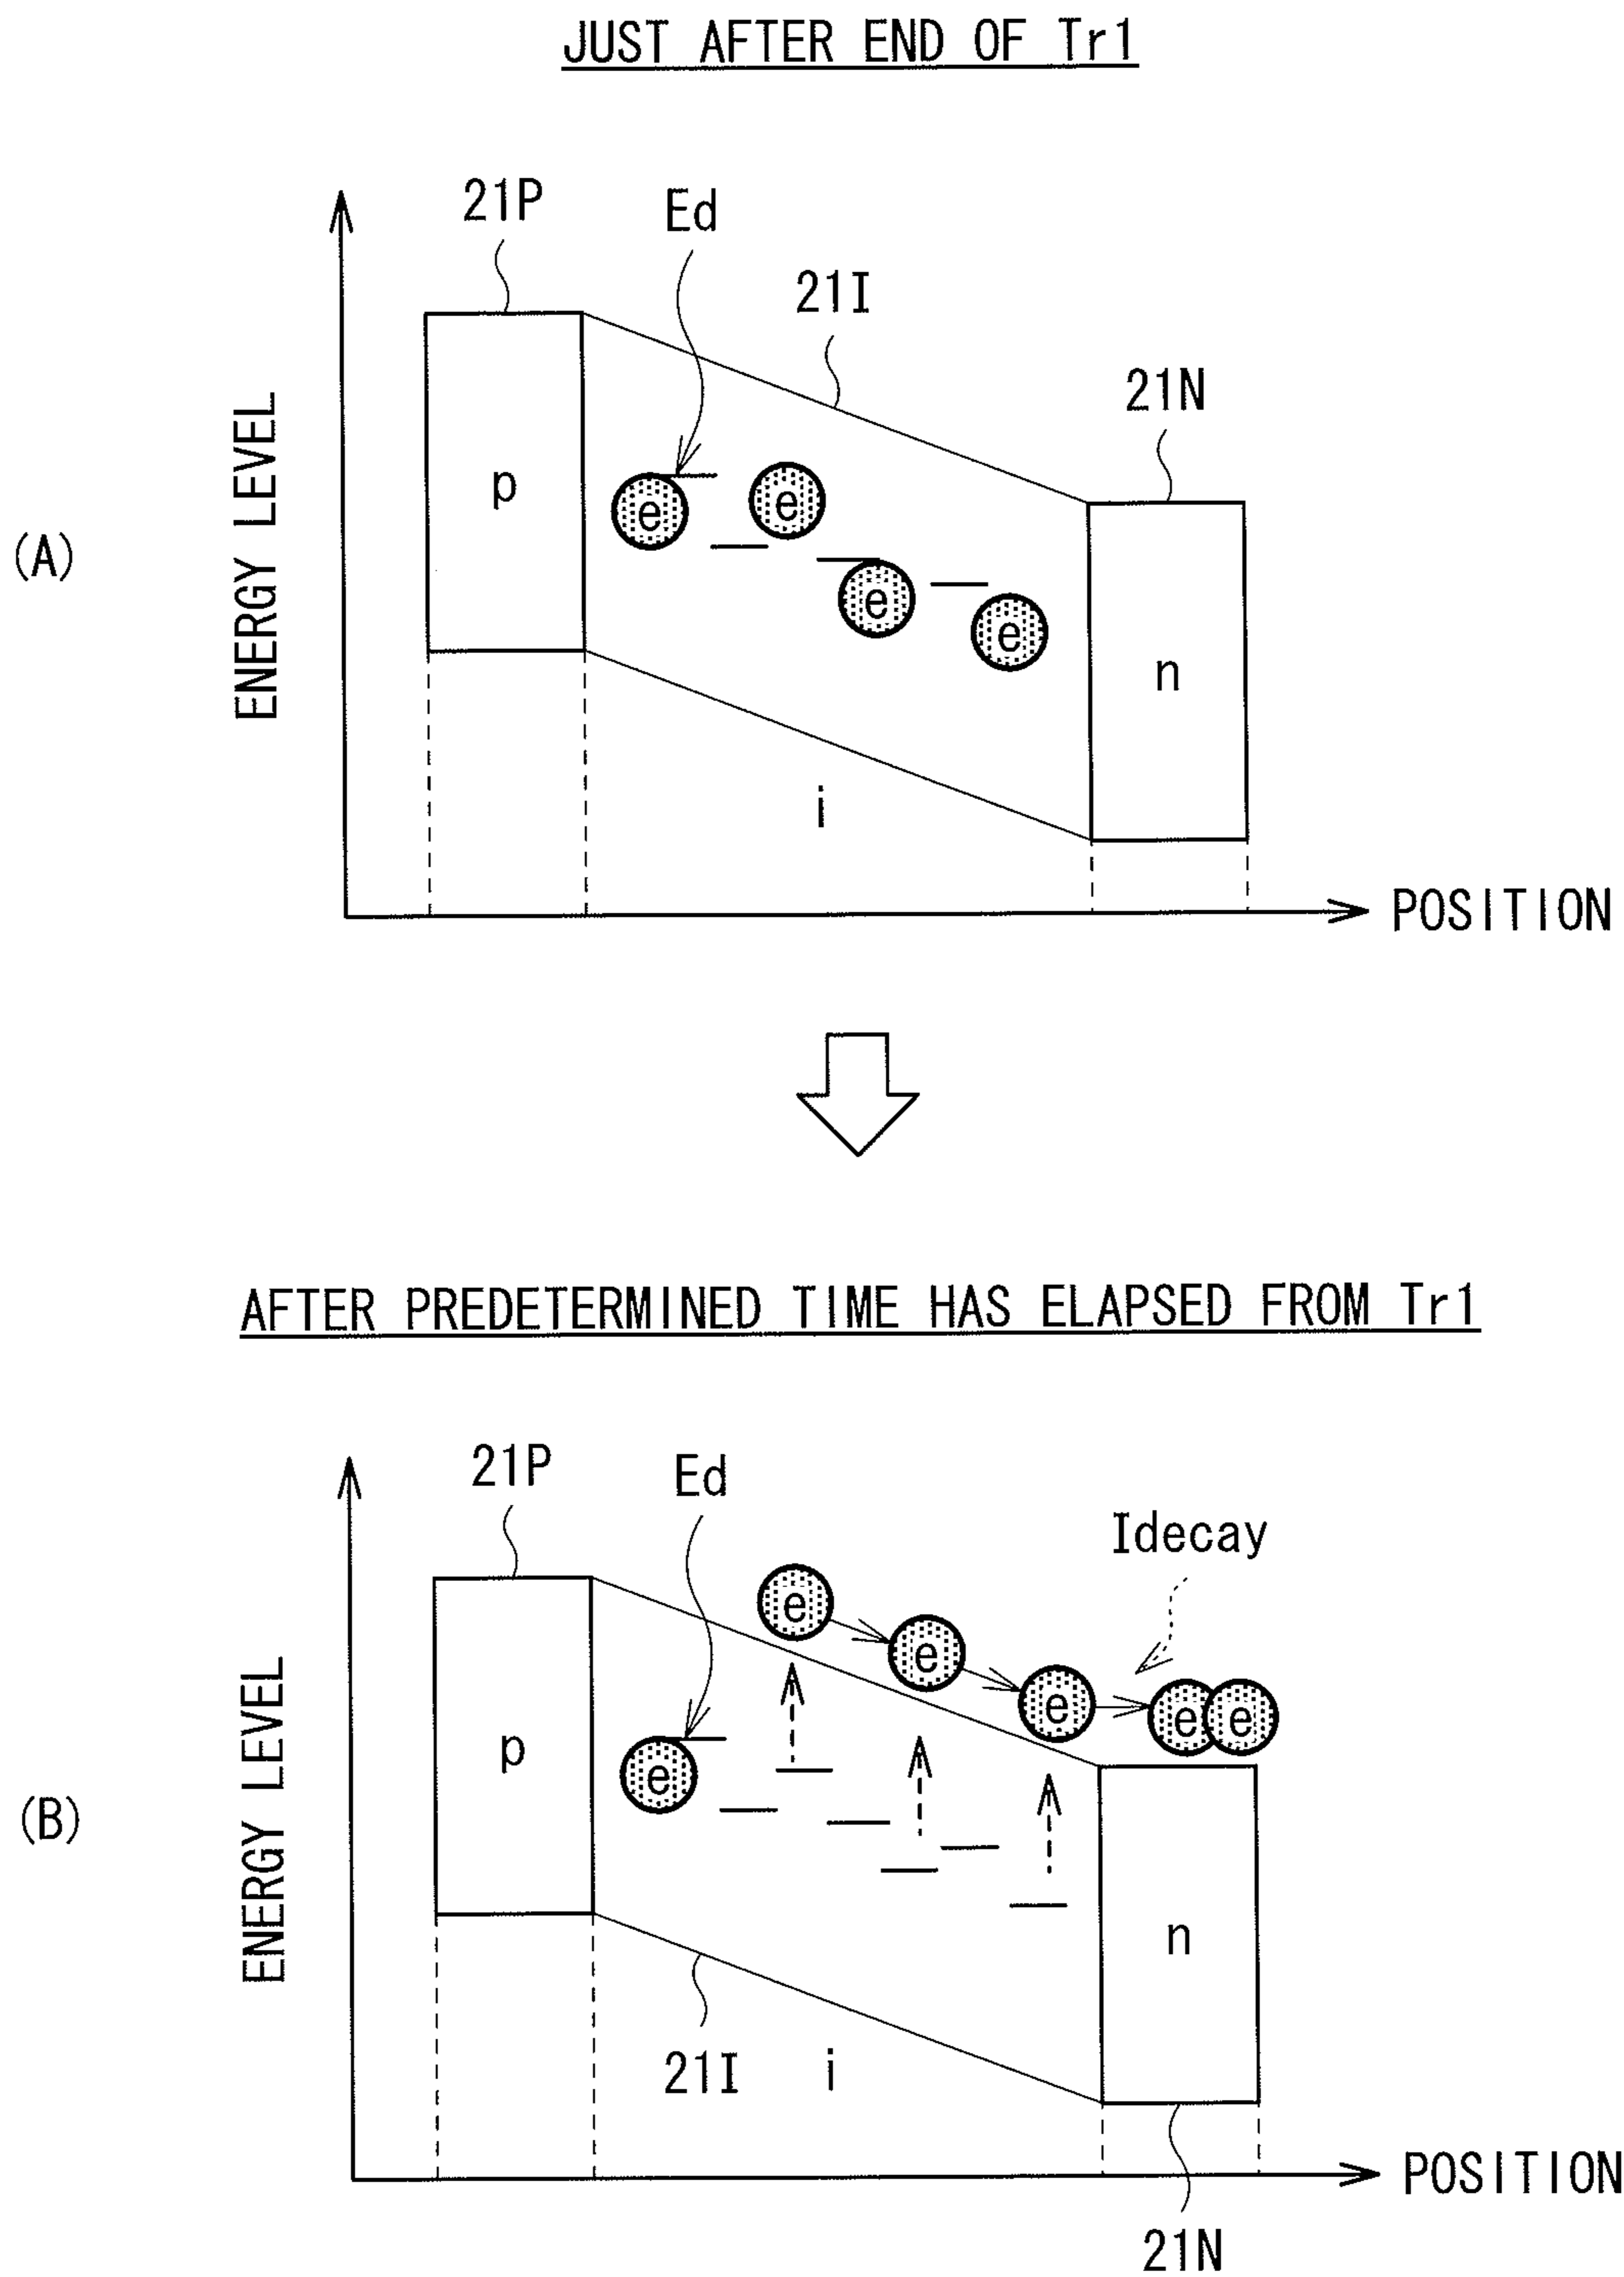 JUST AFTER END OF Tr1
21P
Ed
21I
21N
(A)
ENERGY LEVEL
p
e
e
e
e
n
i
POSITION
AFTER PREDETERMINED TIME HAS ELAPSED FROM Tr1
21P
Ed
Idecay
(B)
ENERGY LEVEL
p
e
e
e
e
e
e
n
21I
i
POSITION
21N